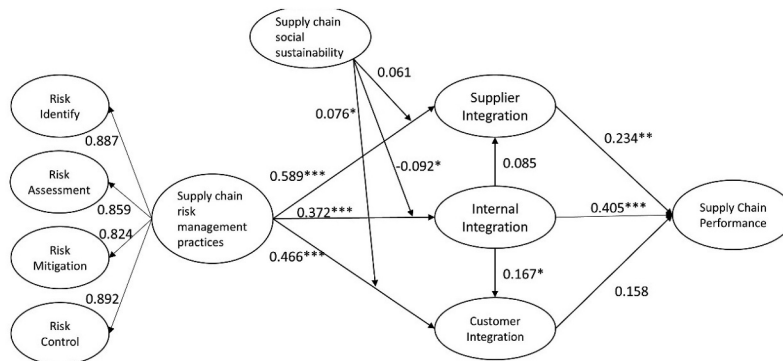 Supply chain
social
sustainability
0.061
0.076*
-0.092*
Risk
Identify
0.887
Risk
Assessment
0.859
Risk
Mitigation
0.824
Risk
Control
0.892
Supply chain
risk
management
practices
0.589***
0.372***
0.466***
Supplier
Integration
0.085
Internal
Integration
0.167*
Customer
Integration
0.234**
0.405***
0.158
Supply Chain
Performance